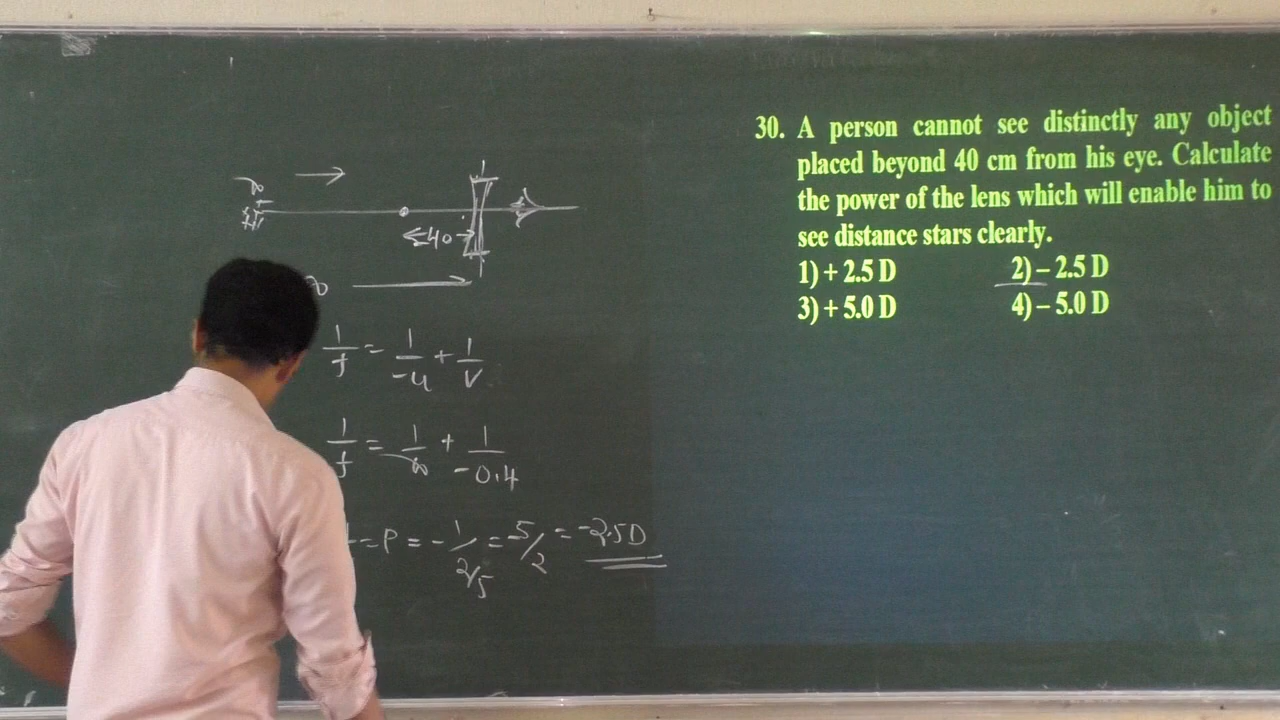 ∞
←40→
∞
1/f = 1/-u + 1/v
1/f = 1/∞ + 1/-0.4
= P = - 1/2/5 = -5/2 = -2.5D
30. A person cannot see distinctly any object
placed beyond 40 cm from his eye. Calculate
the power of the lens which will enable him to
see distance stars clearly.
1) + 2.5 D 2) – 2.5 D
3) + 5.0 D 4) – 5.0 D